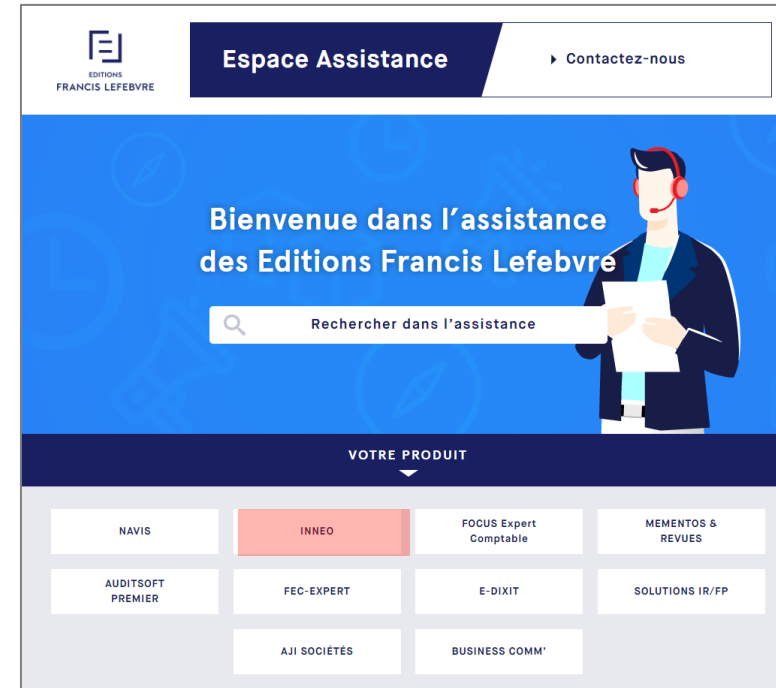 EDITIONS
FRANCIS LEFEBVRE
Espace Assistance
Contactez-nous
Bienvenue dans l'assistance
des Editions Francis Lefebvre
Rechercher dans l'assistance
VOTRE PRODUIT
NAVIS
INNEO
FOCUS Expert
Comptable
MEMENTOS &
REVUES
AUDITSOFT
PREMIER
FEC-EXPERT
E-DIXIT
SOLUTIONS IR/FP
AJI SOCIÉTÉS
BUSINESS COMM'